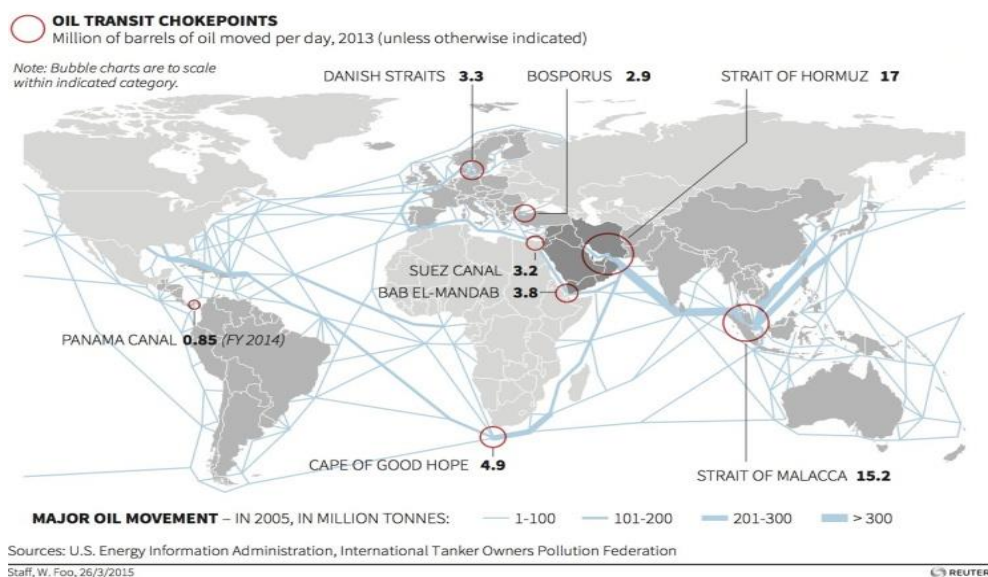 OIL TRANSIT CHOKEPOINTS
Million of barrels of oil moved per day, 2013 (unless otherwise indicated)
Note: Bubble charts are to scale
within indicated category.
DANISH STRAITS 3.3
BOSPORUS 2.9
STRAIT OF HORMUZ 17
SUEZ CANAL 3.2
BAB EL-MANDAB 3.8
PANAMA CANAL 0.85 (FY 2014)
CAPE OF GOOD HOPE 4.9
STRAIT OF MALACCA 15.2
MAJOR OIL MOVEMENT – IN 2005, IN MILLION TONNES: 1-100 101-200 201-300 > 300
Sources: U.S. Energy Information Administration, International Tanker Owners Pollution Federation
Staff, W. Foo, 26/3/2015
REUTER